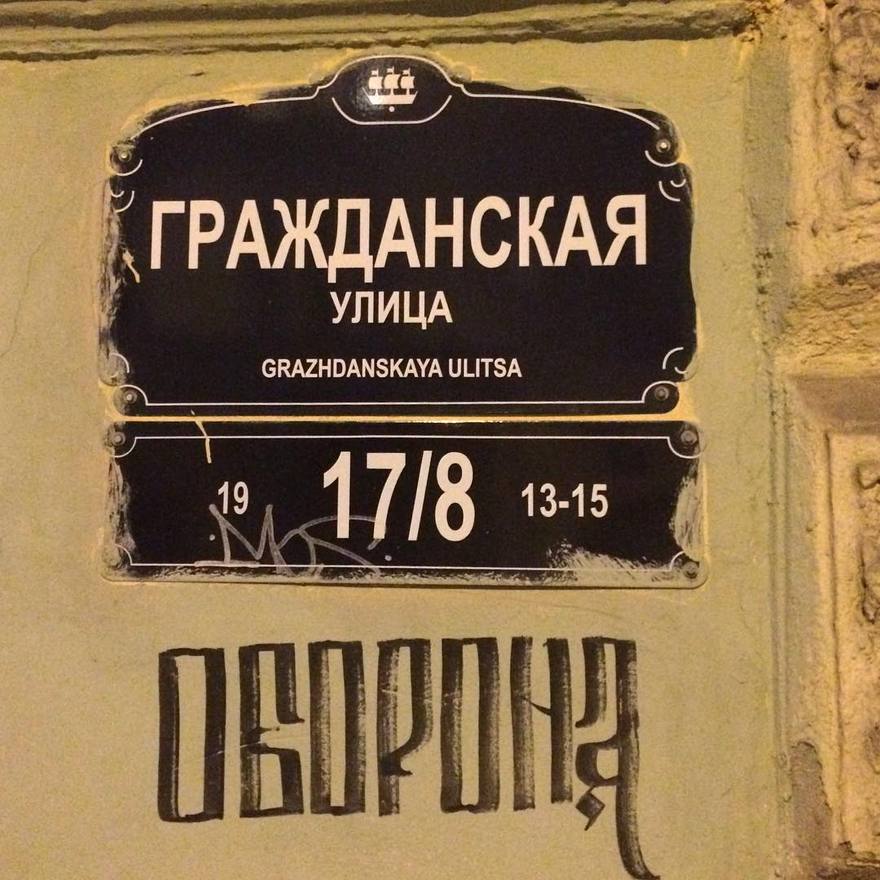 ГРАЖДАНСКАЯ
УЛИЦА
GRAZHDANSKAYA ULITSA
19 17/8 13-15
ОБОРОНА